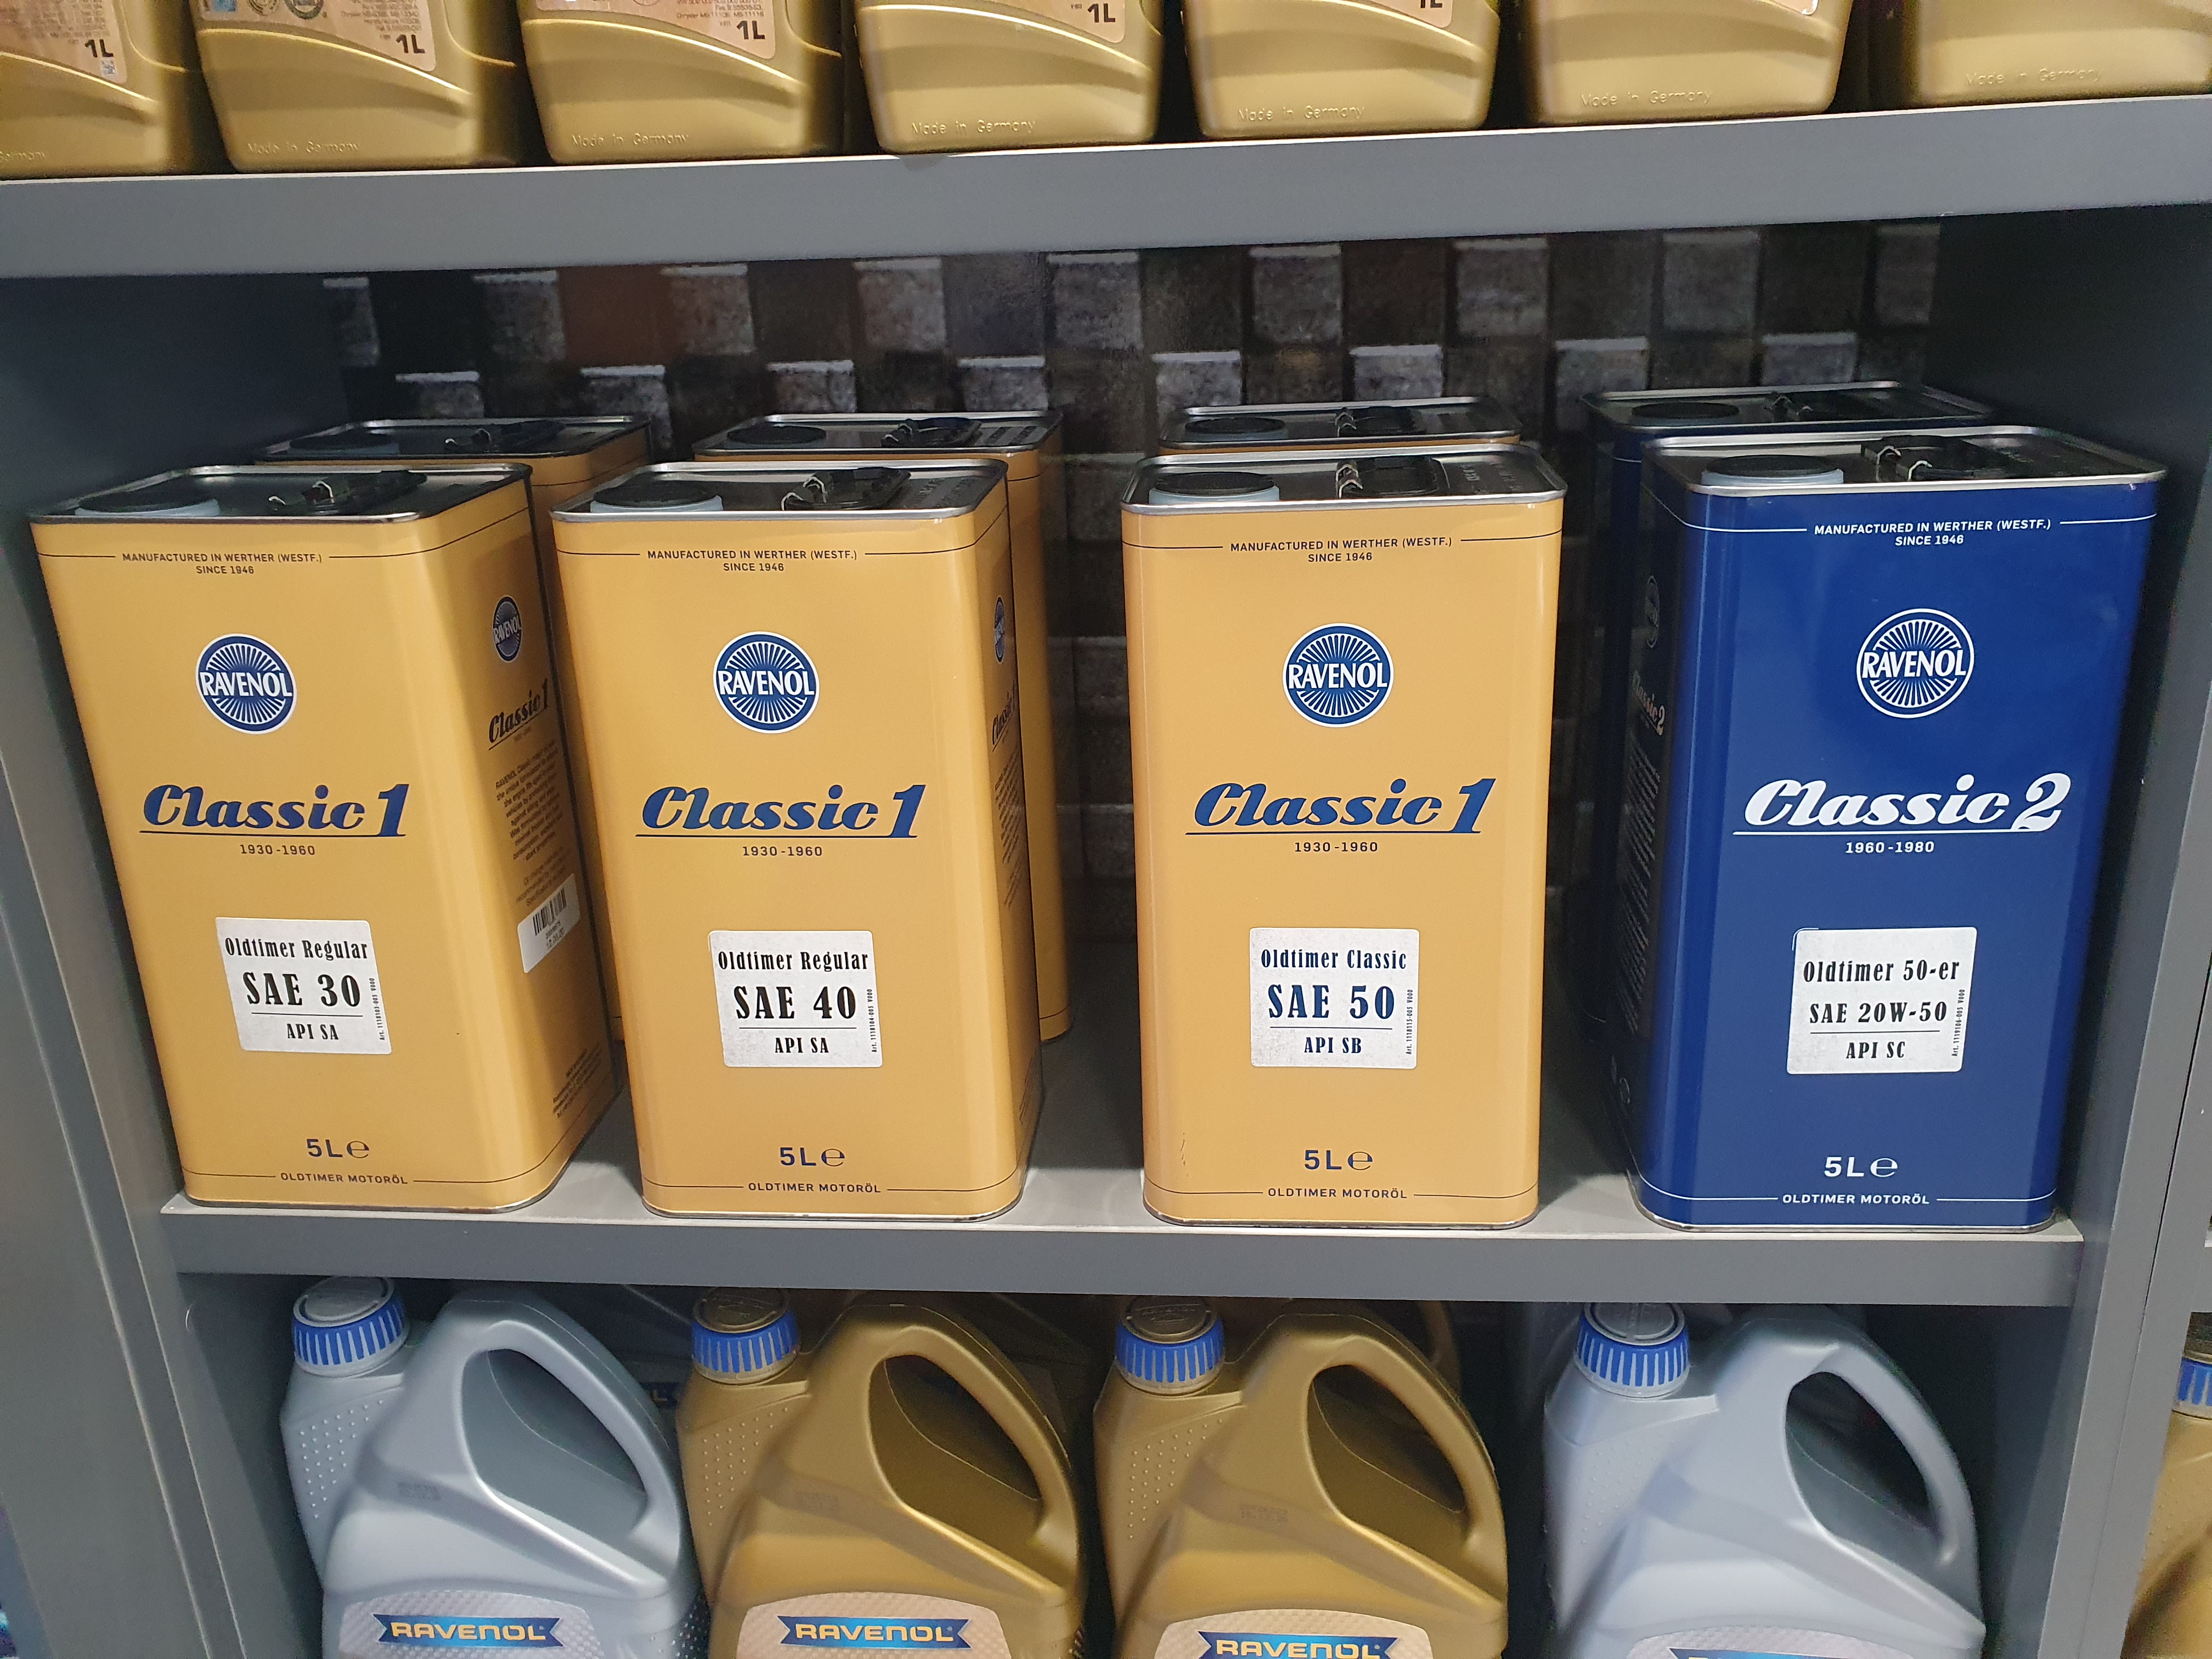 1L
1L
1L
1L
1L
Made in Germany
Made in Germany
Made in Germany
Made in Germany
Made in Germany
Made in Germany
Germany
MANUFACTURED IN WERTHER (WESTF.)
SINCE 1946
RAVENOL
Classic 1
1930-1960
Oldtimer Regular
SAE 30
API SA
5L℮
OLDTIMER MOTORÖL
RAVENOL
Classic 1
MANUFACTURED IN WERTHER (WESTF.)
SINCE 1946
RAVENOL
Classic 1
1930-1960
Oldtimer Regular
SAE 40
API SA
5L℮
OLDTIMER MOTORÖL
MANUFACTURED IN WERTHER (WESTF.)
SINCE 1946
RAVENOL
Classic 1
1930-1960
Oldtimer Classic
SAE 50
API SB
5L℮
OLDTIMER MOTORÖL
MANUFACTURED IN WERTHER (WESTF.)
SINCE 1946
RAVENOL
Classic 2
1960-1980
Oldtimer 50-er
SAE 20W-50
API SC
5L℮
OLDTIMER MOTORÖL
RAVENOL
RAVENOL
RAVENOL